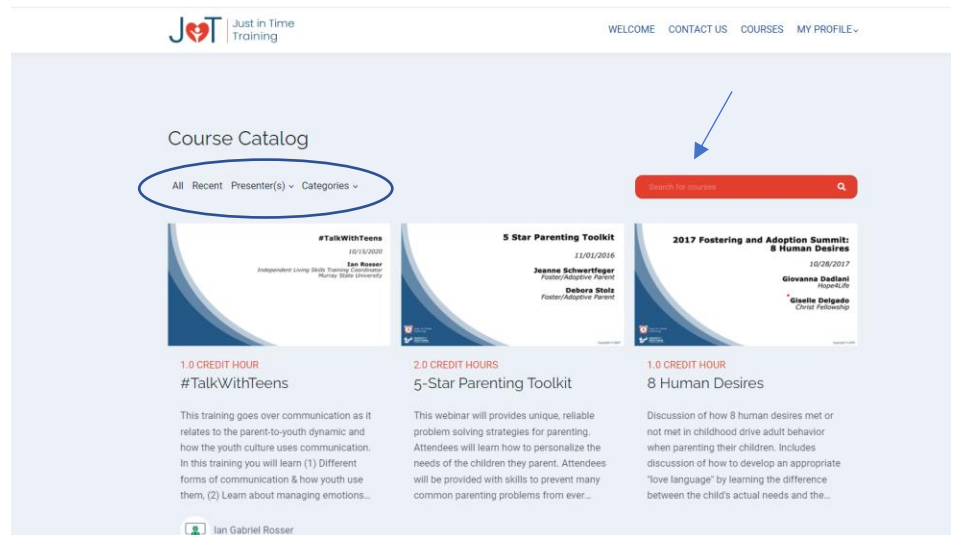 JOT Just in Time
Training
WELCOME CONTACT US COURSES MY PROFILE
Course Catalog
All Recent Presenter(s) Categories
Search for courses
#TalkWithTeens
10/15/2020
Ian Rosser
Independent Living Skills Training Coordinator
Murray State University
5 Star Parenting Toolkit
11/01/2016
Jeanne Schwertfeger
Foster/Adoptive Parent
Debora Stolz
Foster/Adoptive Parent
2017 Fostering and Adoption Summit:
8 Human Desires
10/28/2017
Giovanna Dadlani
Hope4Life
Giselle Delgado
Christ Fellowship
1.0 CREDIT HOUR
#TalkWithTeens
This training goes over communication as it
relates to the parent-to-youth dynamic and
how the youth culture uses communication.
In this training you will learn (1) Different
forms of communication & how youth use
them, (2) Learn about managing emotions...
Ian Gabriel Rosser
2.0 CREDIT HOURS
5-Star Parenting Toolkit
This webinar will provides unique, reliable
problem solving strategies for parenting.
Attendees will learn how to personalize the
needs of the children they parent. Attendees
will be provided with skills to prevent many
common parenting problems from ever...
1.0 CREDIT HOUR
8 Human Desires
Discussion of how 8 human desires met or
not met in childhood drive adult behavior
when parenting their children. Includes
discussion of how to develop an appropriate
"love language" by learning the difference
between the child's actual needs and the...